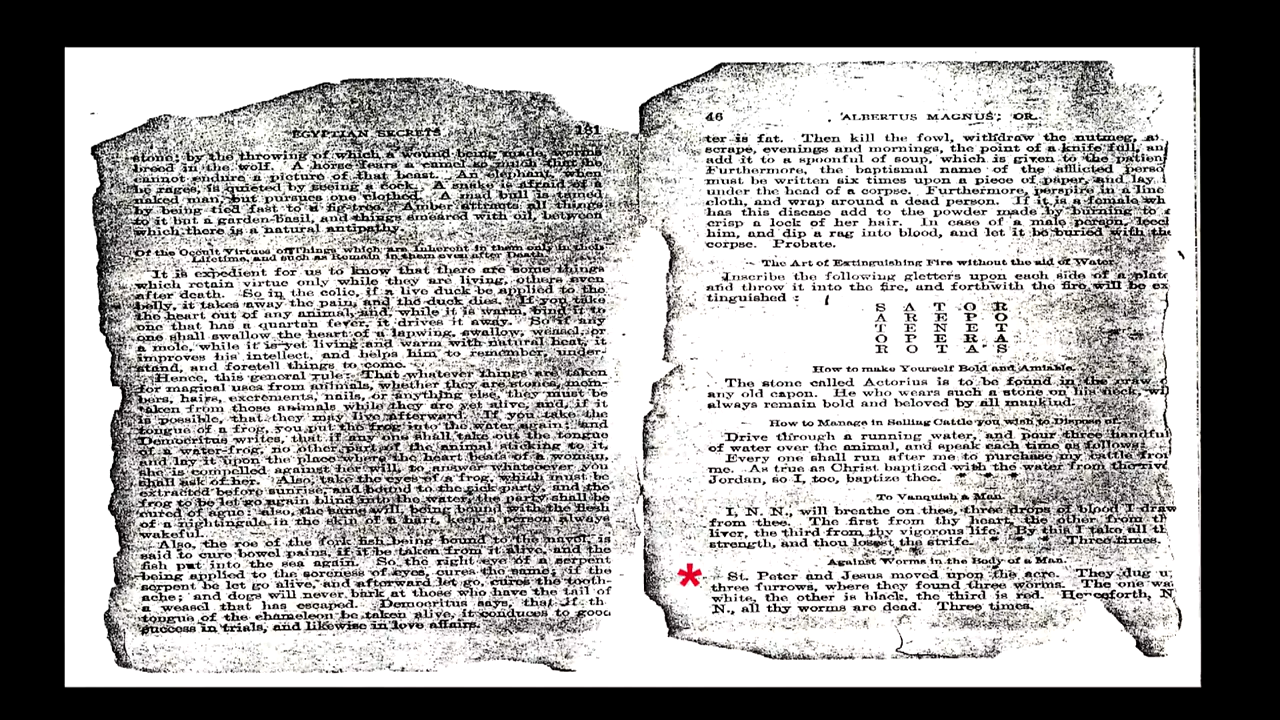 EGYPTIAN SECRETS 181
stone; by the throwing of which a wound being made, worms
breed in the wolf. A horse fears a camel so much that he
cannot endure a picture of that beast. An elephant, when
he rages, is quieted by seeing a cock. A snake is afraid of a
naked man, but pursues one clothed. A mad bull is tamed
by being tied fast to a fig-tree. Amber attracts all things
to it but a garden-basil, and things smeared with oil, between
which there is a natural antipathy.
Of the Occult Virtues of Things which are Inherent in them only in their
Lifetime, and such as Remain in them even after Death.
It is expedient for us to know that there are some things
which retain virtue only while they are living, others even
after death. So in the colic, if a live duck be applied to the
belly, it takes away the pain, and the duck dies. If you take
the heart out of any animal, and, while it is warm, bind it to
one that has a quartan fever, it drives it away. So if any
one shall swallow the heart of a lapwing, swallow, weasel, or
a mole, while it is yet living and warm with natural heat, it
improves his intellect, and helps him to remember, under-
stand, and foretell things to come.
Hence, this general rule: That whatever things are taken
for magical uses from animals, whether they are stones, mem-
bers, hairs, excrements, nails, or anything else, they must be
taken from those animals while they are yet alive, and, if it
is possible, that they may live afterward. If you take the
tongue of a frog, you put the frog into the water again; and
Democritus writes, that if any one shall take out the tongue
of a water-frog, no other part of the animal sticking to it,
and lay it upon the place where the heart beats of a woman,
she is compelled against her will, to answer whatsoever you
shall ask of her. Also, take the eyes of a frog, which must be
extracted before sunrise, and bound to the sick party, and the
frog to be let go again blind into the water, the party shall be
cured of ague; also, the same will, being bound with the flesh
of a nightingale in the skin of a hart, keep a person always
wakeful.
Also, the roe of the fork fish being bound to the navel, is
said to cure bowel pains, if it be taken from it alive, and the
fish put into the sea again. So, the right eye of a serpent
being applied to the soreness of eyes, cures the same, if the
serpent be let go alive, and afterward let go, cures the tooth-
ache; and dogs will never bark at those who have the tail of
a weasel that has escaped. Democritus says, that if th
tongue of the chameleon be taken alive, it conduces to good
success in trials, and likewise in love affairs.
46 ALBERTUS MAGNUS; OR,
ter is fat. Then kill the fowl, withdraw the nutmeg, a
scrape, evenings and mornings, the point of a knife full, an
add it to a spoonful of soup, which is given to the patien
Furthermore, the baptismal name of the afflicted perso
must be written six times upon a piece of paper, and lay i
under the head of a corpse. Furthermore, perspire in a line
cloth, and wrap around a dead person. If it is a female wh
has this disease add to the powder made by burning to
crisp a lock of her hair. In case of a male person,
him, and dip a rag into blood, and let it be buried with the
corpse. Probate.
The Art of Extinguishing Fire without the aid of Water
Inscribe the following gletters upon each side of a plate
and throw it into the fire, and forthwith the fire will be ex
tinguished :
S A T O R
A R E P O
T E N E T
O P E R A
R O T A S
How to make Yourself Bold and Amiable.
The stone called Actorius is to be found in the craw
any old capon. He who wears such a stone on his neck, wil
always remain bold and beloved by all mankind.
How to Manage in Selling Cattle you wish to Dispose of.
Drive through a running water, and pour three handful
of water over the animal, and speak each time as follows:
Every one shall run after me to purchase my cattle from
me. As true as Christ baptized with the water from the rive
Jordan, so I, too, baptize thee.
To Vanquish a Man
I, N. N., will breathe on thee, three drops of blood I draw
from thee. The first from thy heart, the other from th
liver, the third from thy vigorous life. By this I take all t
strength, and thou losest the strife. Three times.
Against Worms in the Body of a Man.
* St. Peter and Jesus moved upon the acre. They dug u
three furrows, where they found three worms. The one was
white, the other is black, the third is red. Henceforth, N
N., all thy worms are dead. Three times.